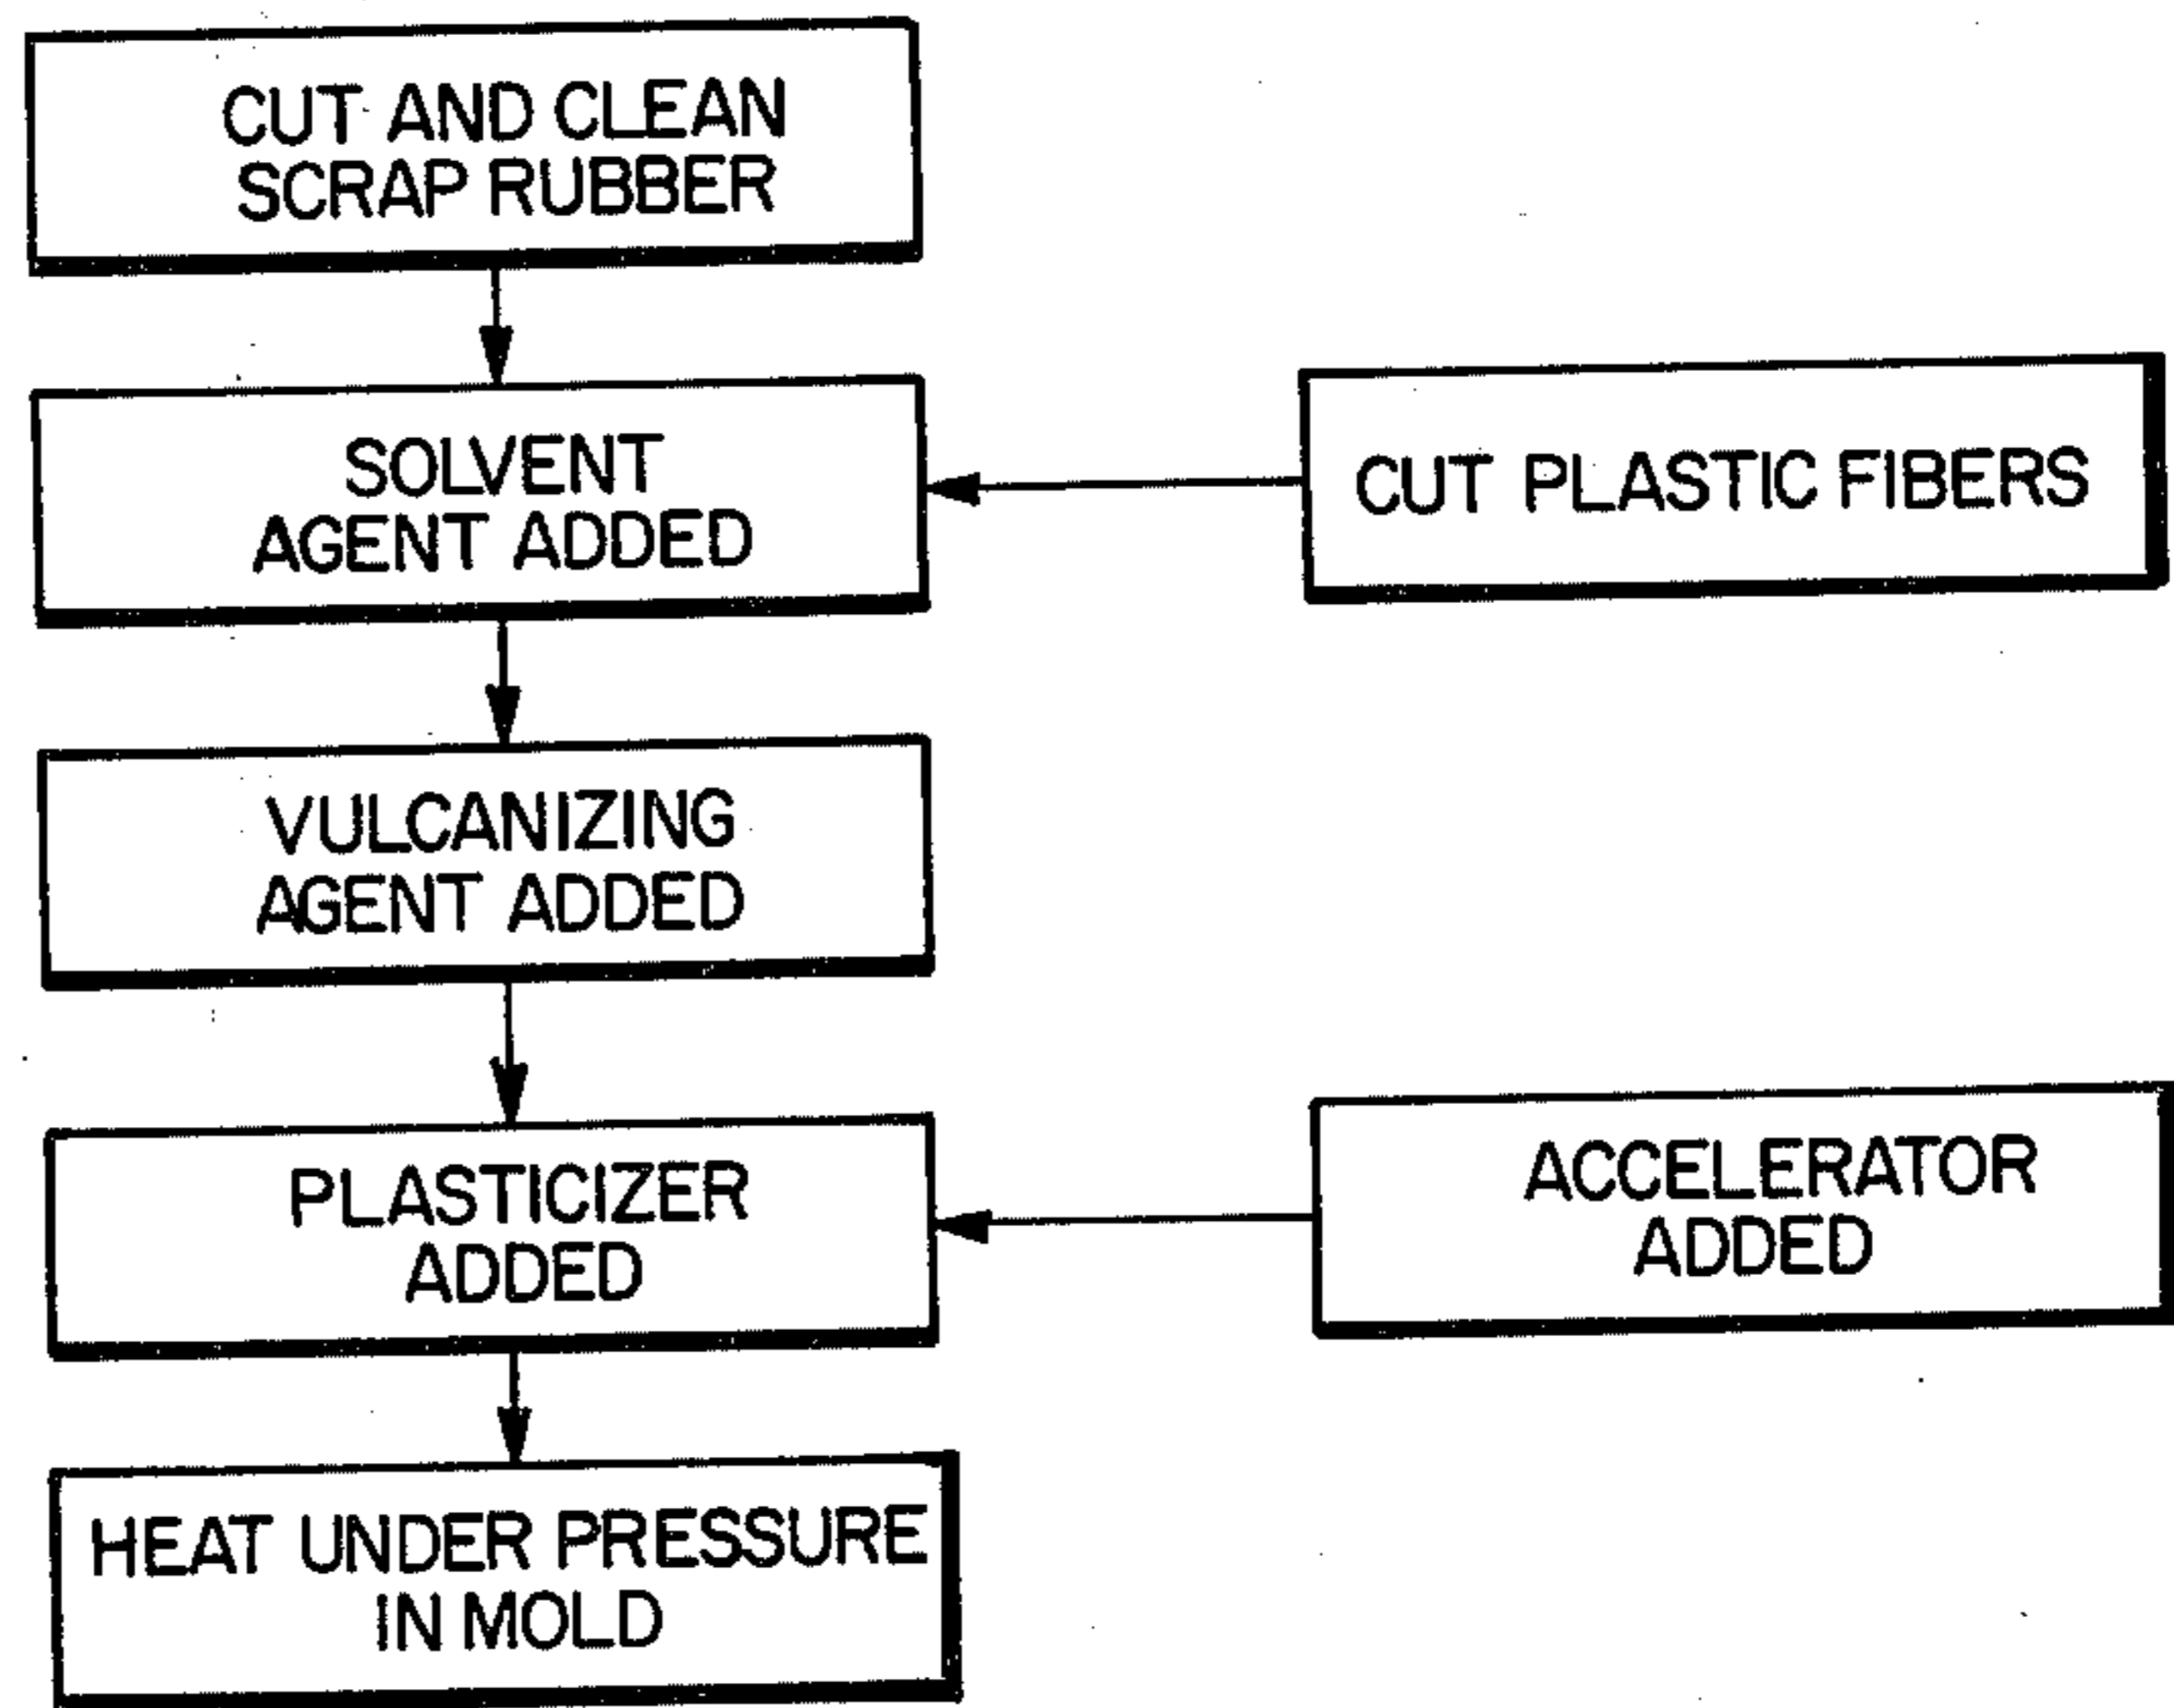 CUT AND CLEAN
SCRAP RUBBER
SOLVENT
AGENT ADDED
CUT PLASTIC FIBERS
VULCANIZING
AGENT ADDED
PLASTICIZER
ADDED
ACCELERATOR
ADDED
HEAT UNDER PRESSURE
IN MOLD